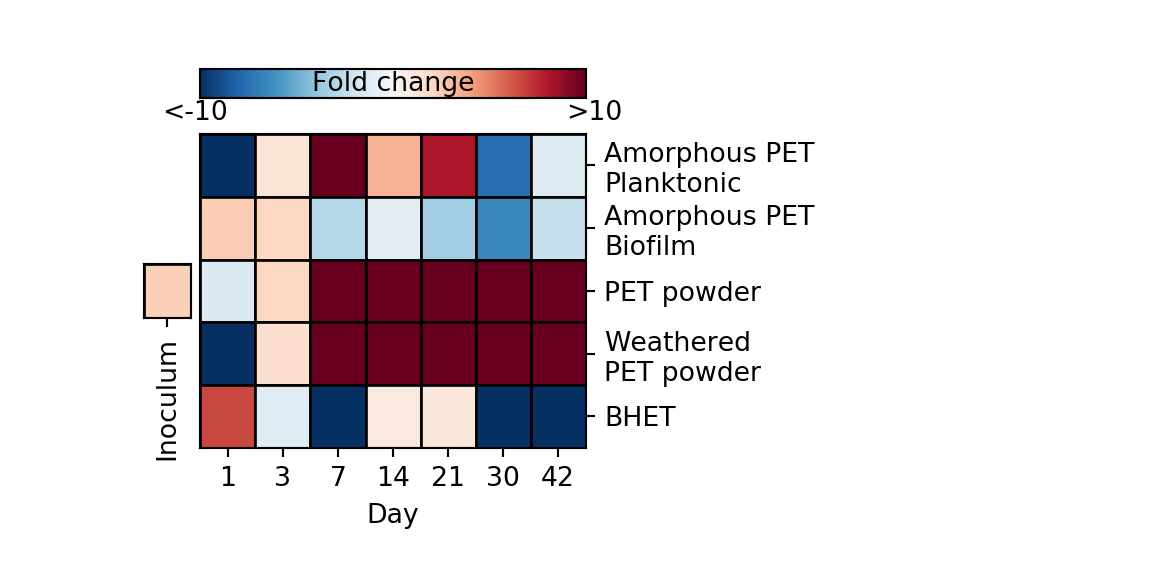 Fold change
<-10
>10
Amorphous PET
Planktonic
Amorphous PET
Biofilm
PET powder
Weathered
PET powder
BHET
Inoculum
1 3 7 14 21 30 42
Day